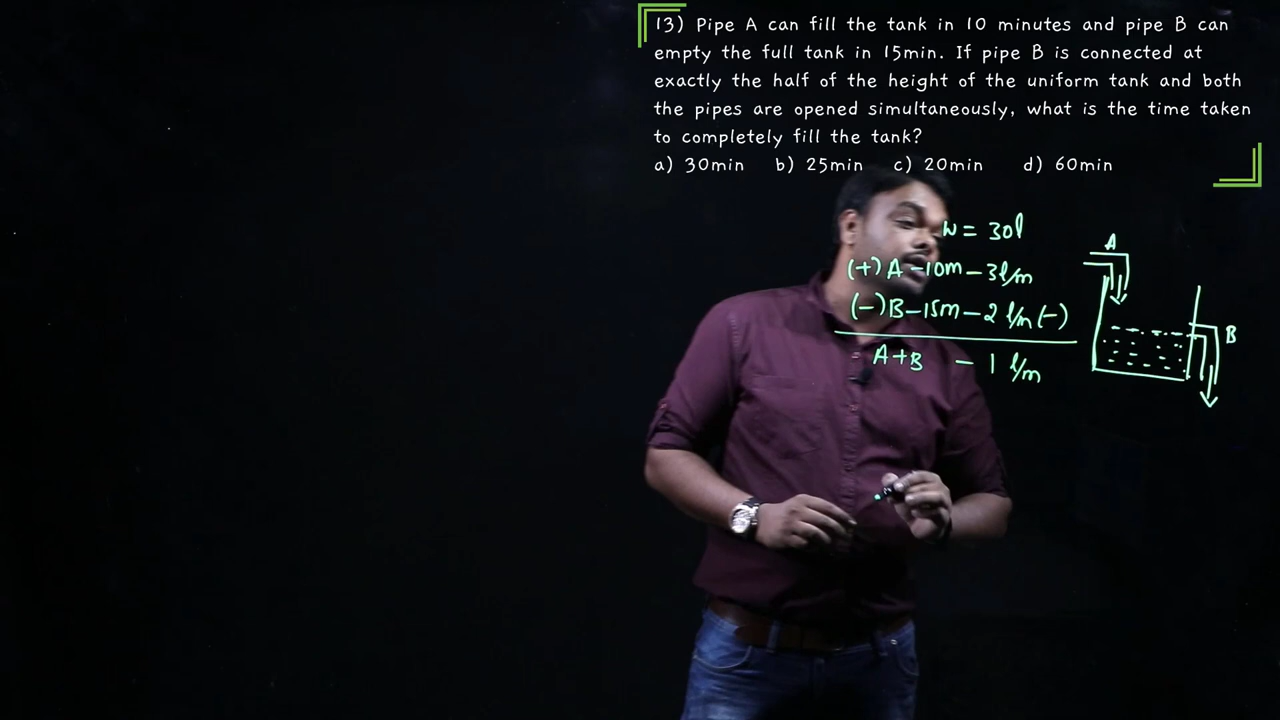 13) Pipe A can fill the tank in 10 minutes and pipe B can
empty the full tank in 15min. If pipe B is connected at
exactly the half of the height of the uniform tank and both
the pipes are opened simultaneously, what is the time taken
to completely fill the tank?
a) 30min b) 25min c) 20min d) 60min
W = 30l
(+) A - 10m - 3l/m
(-) B - 15m - 2 l/m (-)
A+B - 1 l/m
A
B